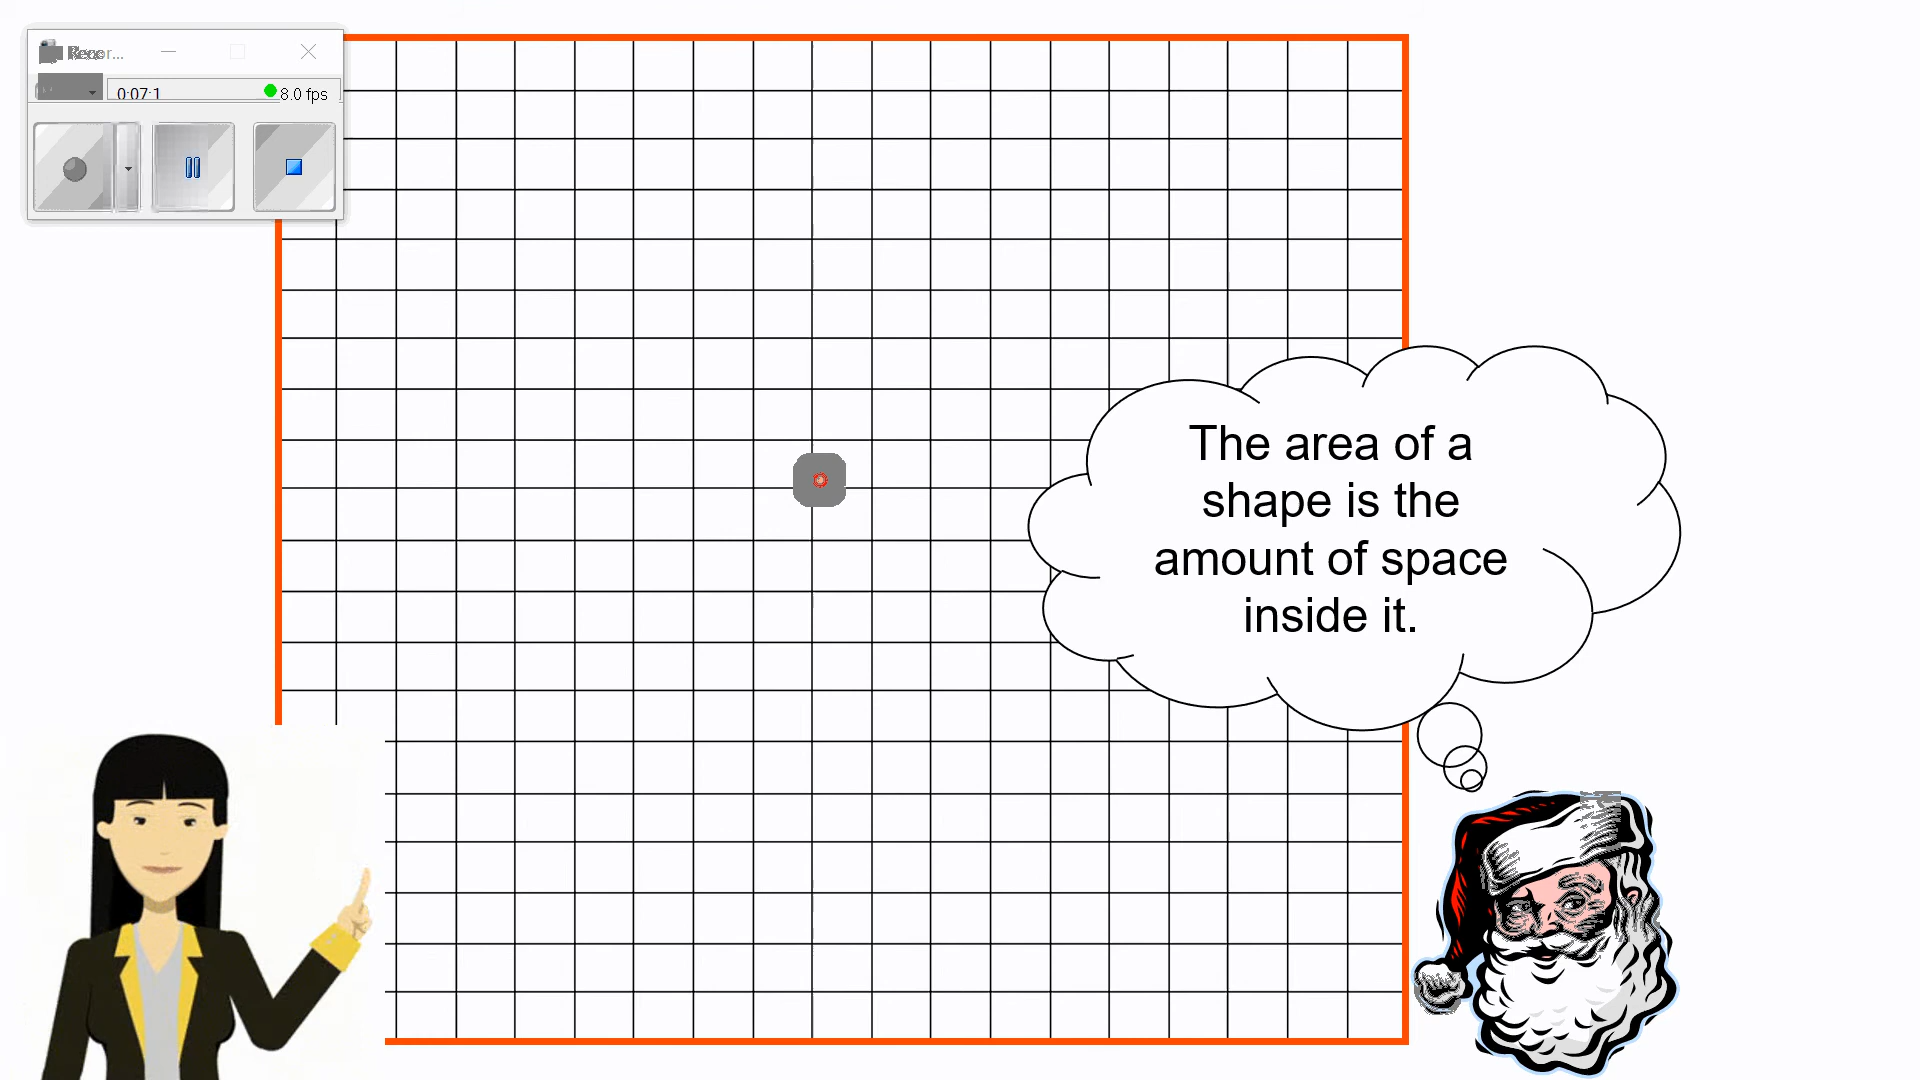 0:07:1
8.0 fps
The area of a
shape is the
amount of space
inside it.